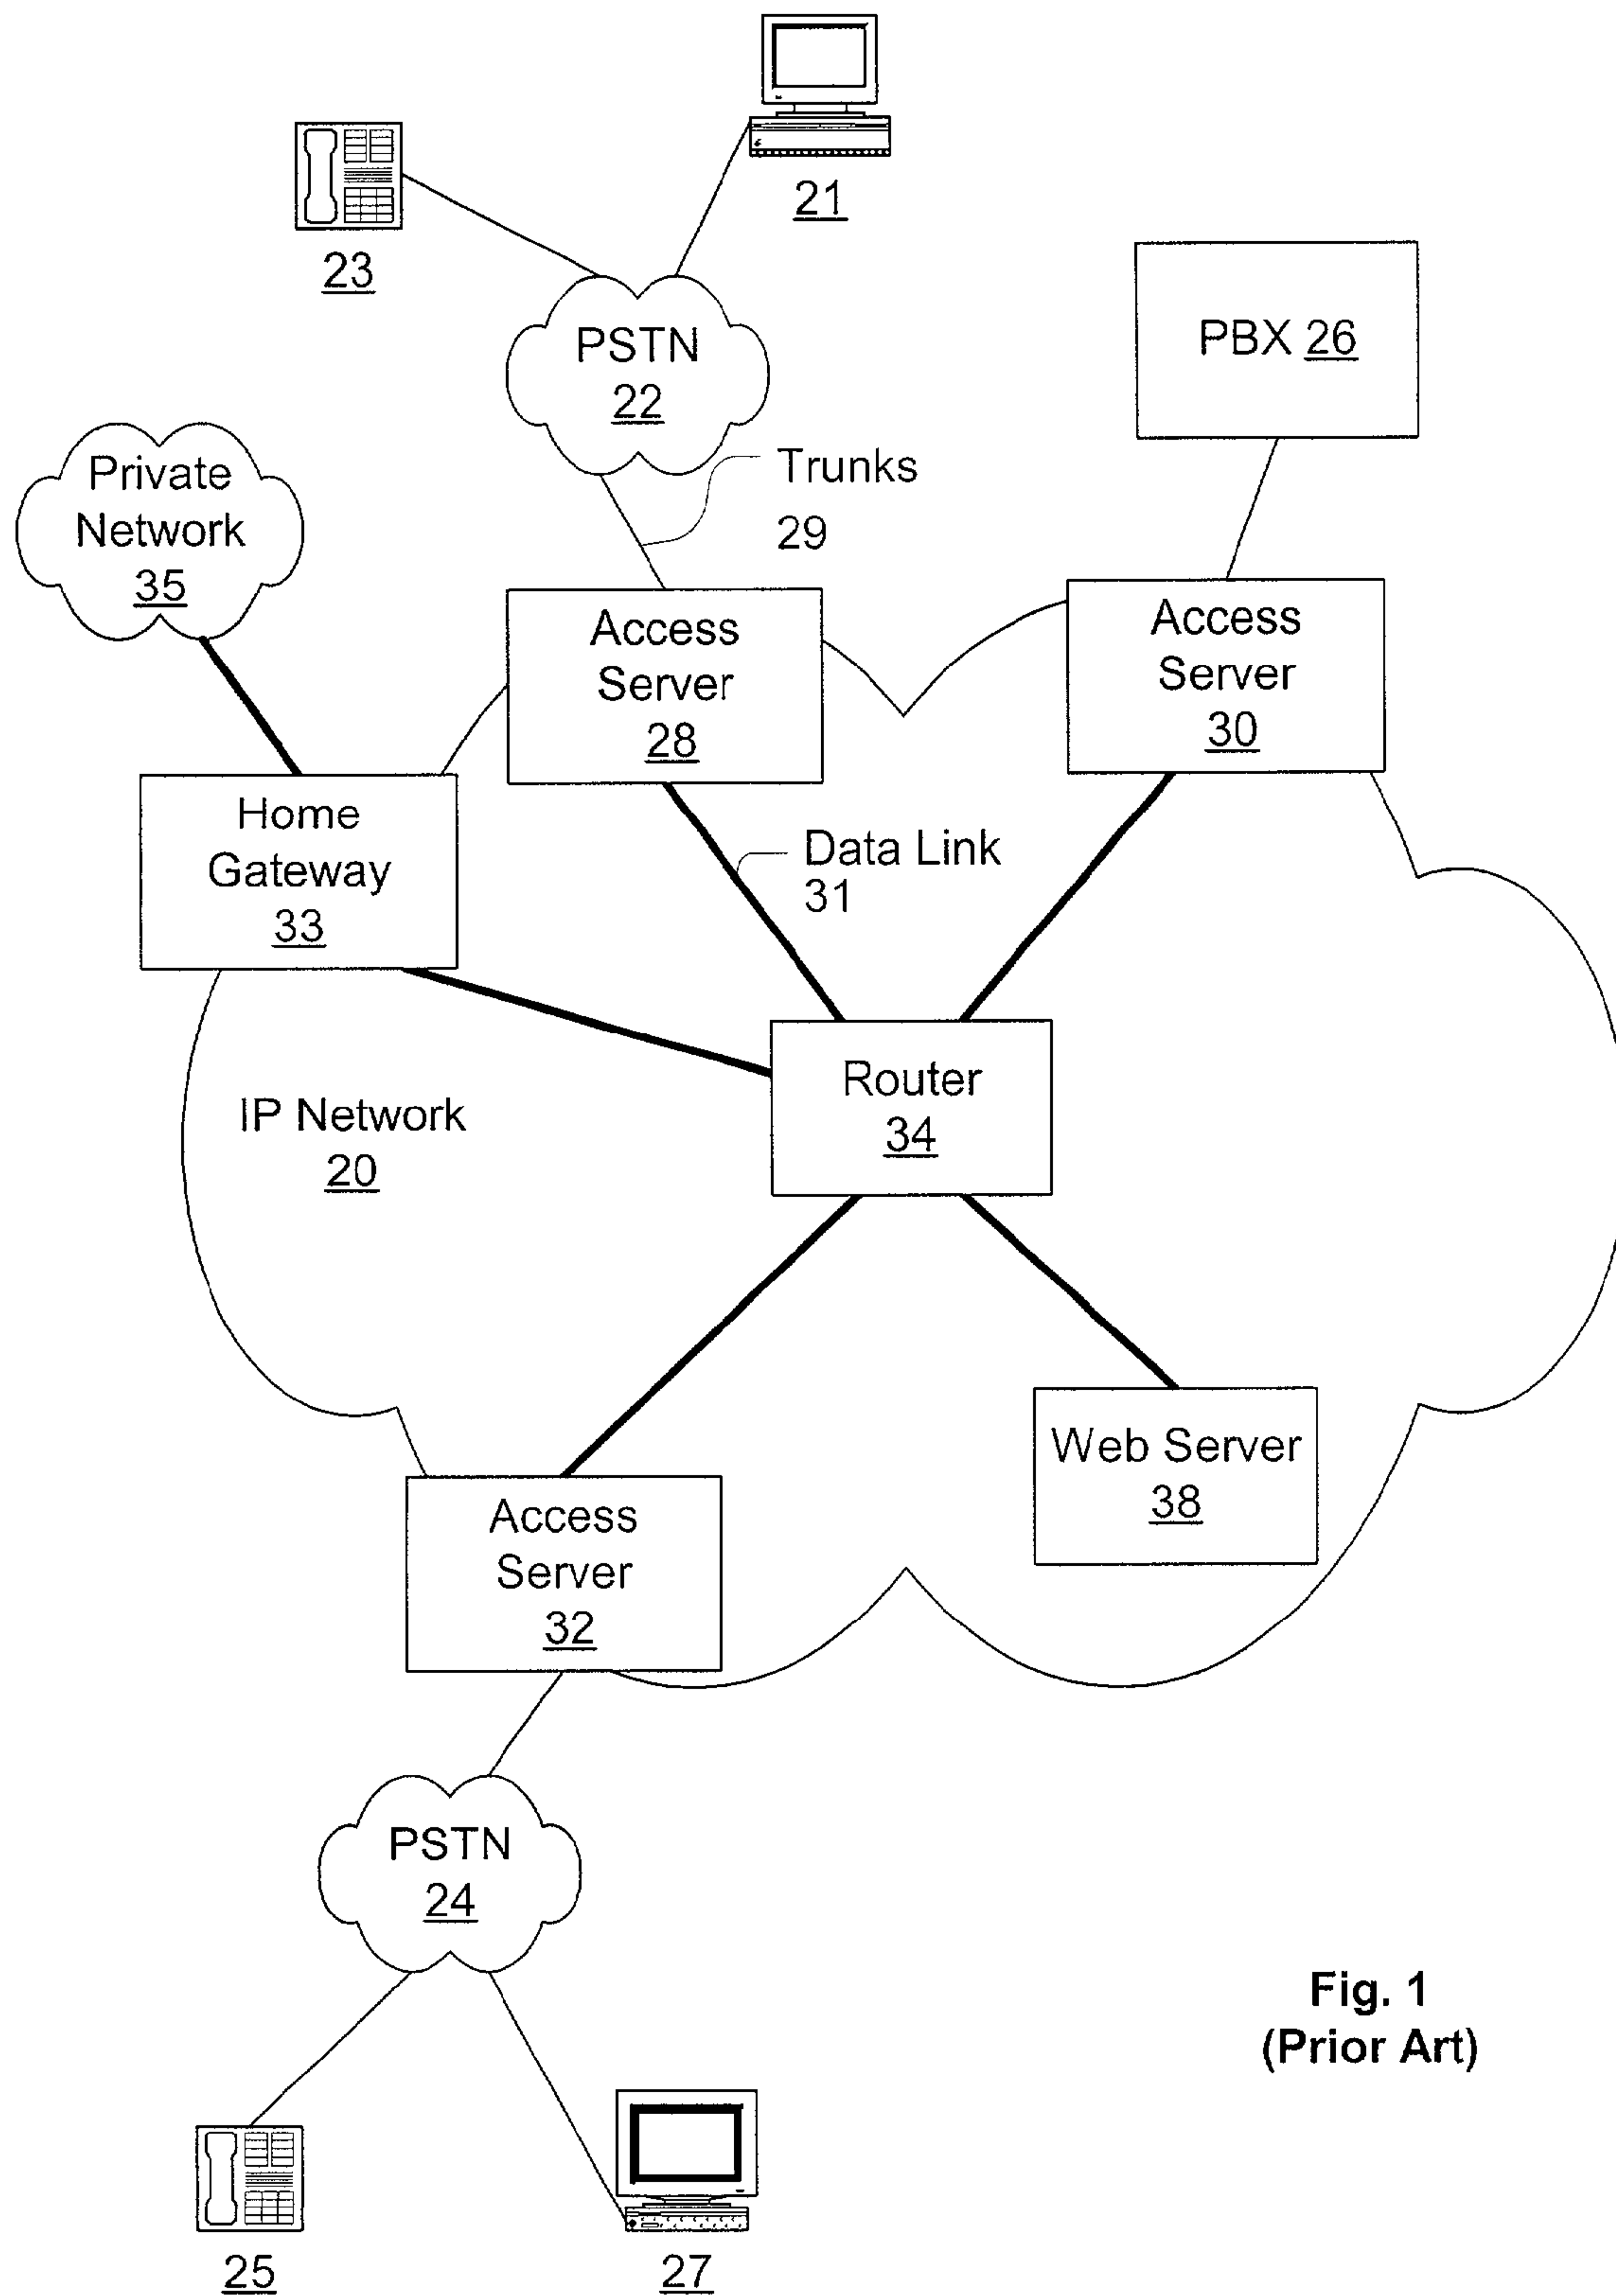 21
23
PSTN
22
PBX 26
Private
Network
35
Trunks
29
Access
Server
28
Access
Server
30
Home
Gateway
33
Data Link
31
Router
34
IP Network
20
Web Server
38
Access
Server
32
PSTN
24
Fig. 1
(Prior Art)
25
27